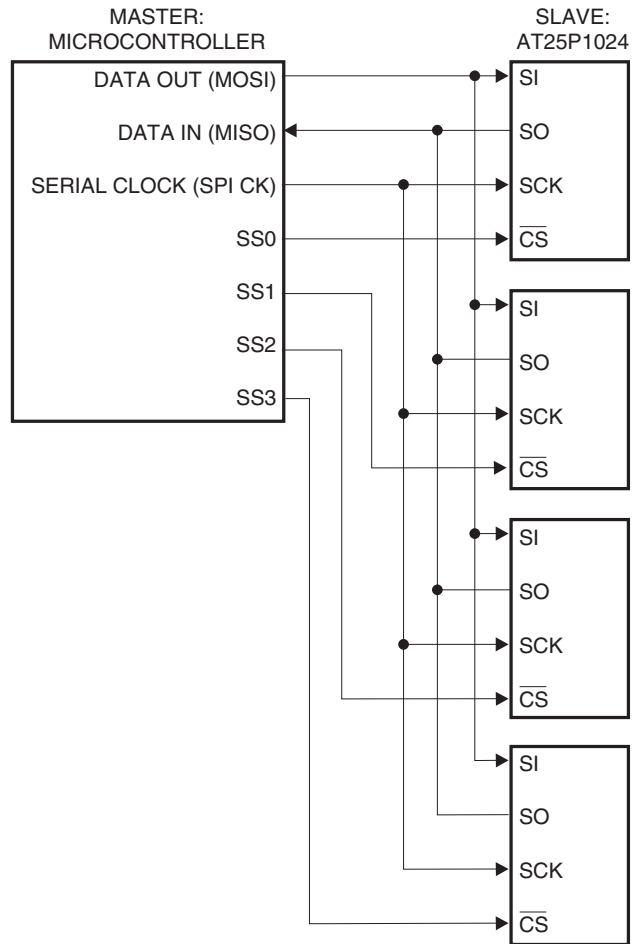 MASTER:
MICROCONTROLLER
SLAVE:
AT25P1024
DATA OUT (MOSI)
DATA IN (MISO)
SERIAL CLOCK (SPI CK)
SS0
SS1
SS2
SS3
SI
SO
SCK
CS
SI
SO
SCK
CS
SI
SO
SCK
CS
SI
SO
SCK
CS